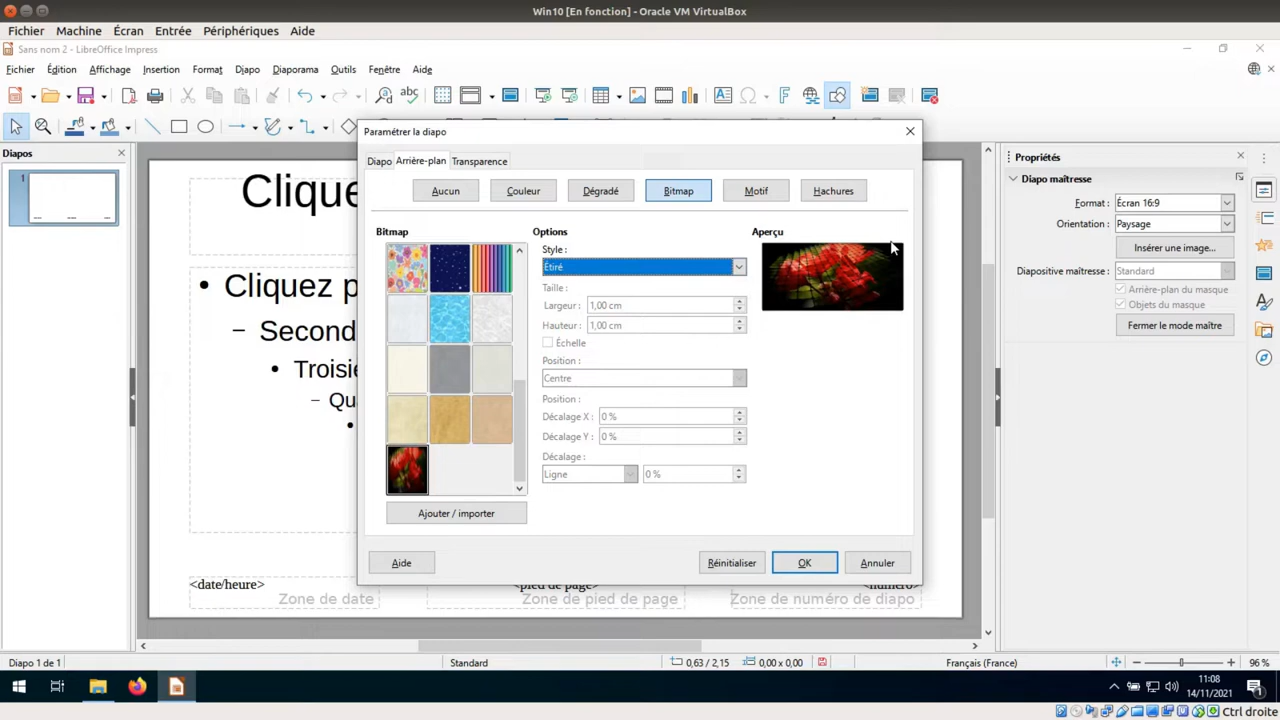 Win10 [En fonction] - Oracle VM VirtualBox
Fichier Machine Écran Entrée Périphériques Aide
Sans nom 2 - LibreOffice Impress
Fichier Édition Affichage Insertion Format Diapo Diaporama Outils Fenêtre Aide
Diapos
1
Clique
Cliquez p
Second
Troisiè
Qu
Paramétrer la diapo
Diapo Arrière-plan Transparence
Aucun Couleur Dégradé Bitmap Motif Hachures
Bitmap
Options
Aperçu
Style :
Étiré
Taille :
Largeur : 1,00 cm
Hauteur : 1,00 cm
Échelle
Position :
Centre
Position :
Décalage X : 0 %
Décalage Y : 0 %
Décalage :
Ligne 0 %
Ajouter / importer
Aide Réinitialiser OK Annuler
<date/heure> <pied de page> <numéro>
Zone de date Zone de pied de page Zone de numéro de diapo
Propriétés
Diapo maîtresse
Format : Écran 16:9
Orientation : Paysage
Insérer une image...
Diapositive maîtresse : Standard
Arrière-plan du masque
Objets du masque
Fermer le mode maître
Diapo 1 de 1 Standard 0,63 / 2,15 0,00 x 0,00 Français (France) 96 %
11:08
14/11/2021
1
Ctrl droite